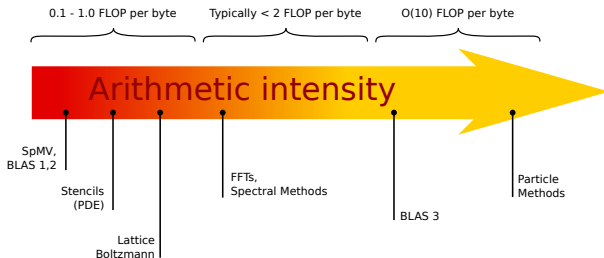 0.1 - 1.0 FLOP per byte
Typically < 2 FLOP per byte
O(10) FLOP per byte
Arithmetic intensity
SpMV,
BLAS 1,2
Stencils
(PDE)
Lattice
Boltzmann
FFTs,
Spectral Methods
BLAS 3
Particle
Methods